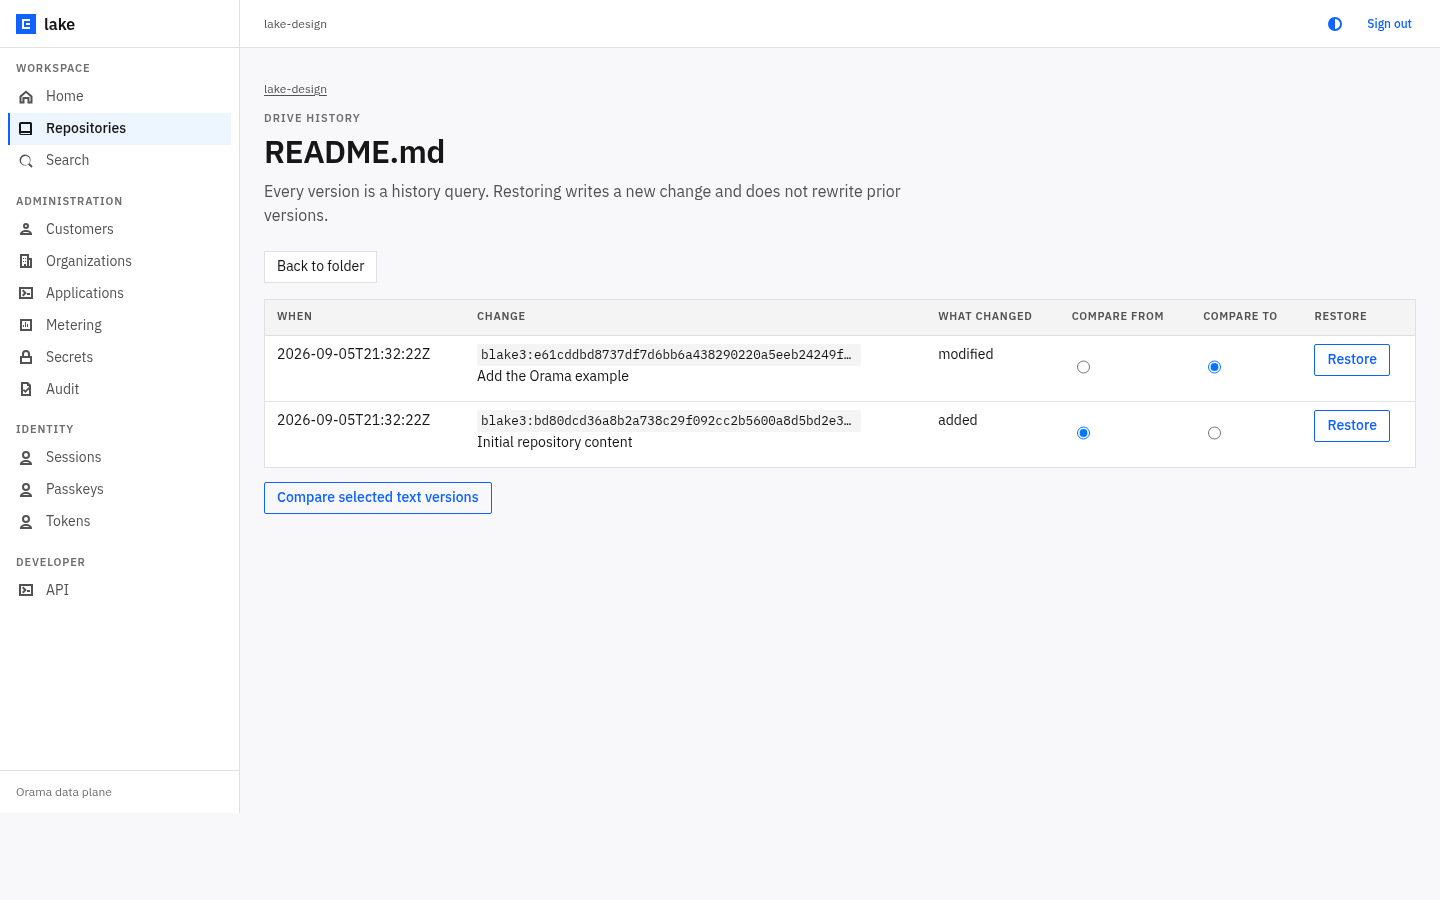 lake
lake-design
Sign out
WORKSPACE
Home
Repositories
Search
ADMINISTRATION
Customers
Organizations
Applications
Metering
Secrets
Audit
IDENTITY
Sessions
Passkeys
Tokens
DEVELOPER
API
Orama data plane
lake-design
DRIVE HISTORY
README.md
Every version is a history query. Restoring writes a new change and does not rewrite prior
versions.
Back to folder
WHEN CHANGE WHAT CHANGED COMPARE FROM COMPARE TO RESTORE
2026-09-05T21:32:22Z blake3:e61cddbd8737df7d6bb6a438290220a5eeb24249f… modified Restore
Add the Orama example
2026-09-05T21:32:22Z blake3:bd80dcd36a8b2a738c29f092cc2b5600a8d5bd2e3… added Restore
Initial repository content
Compare selected text versions